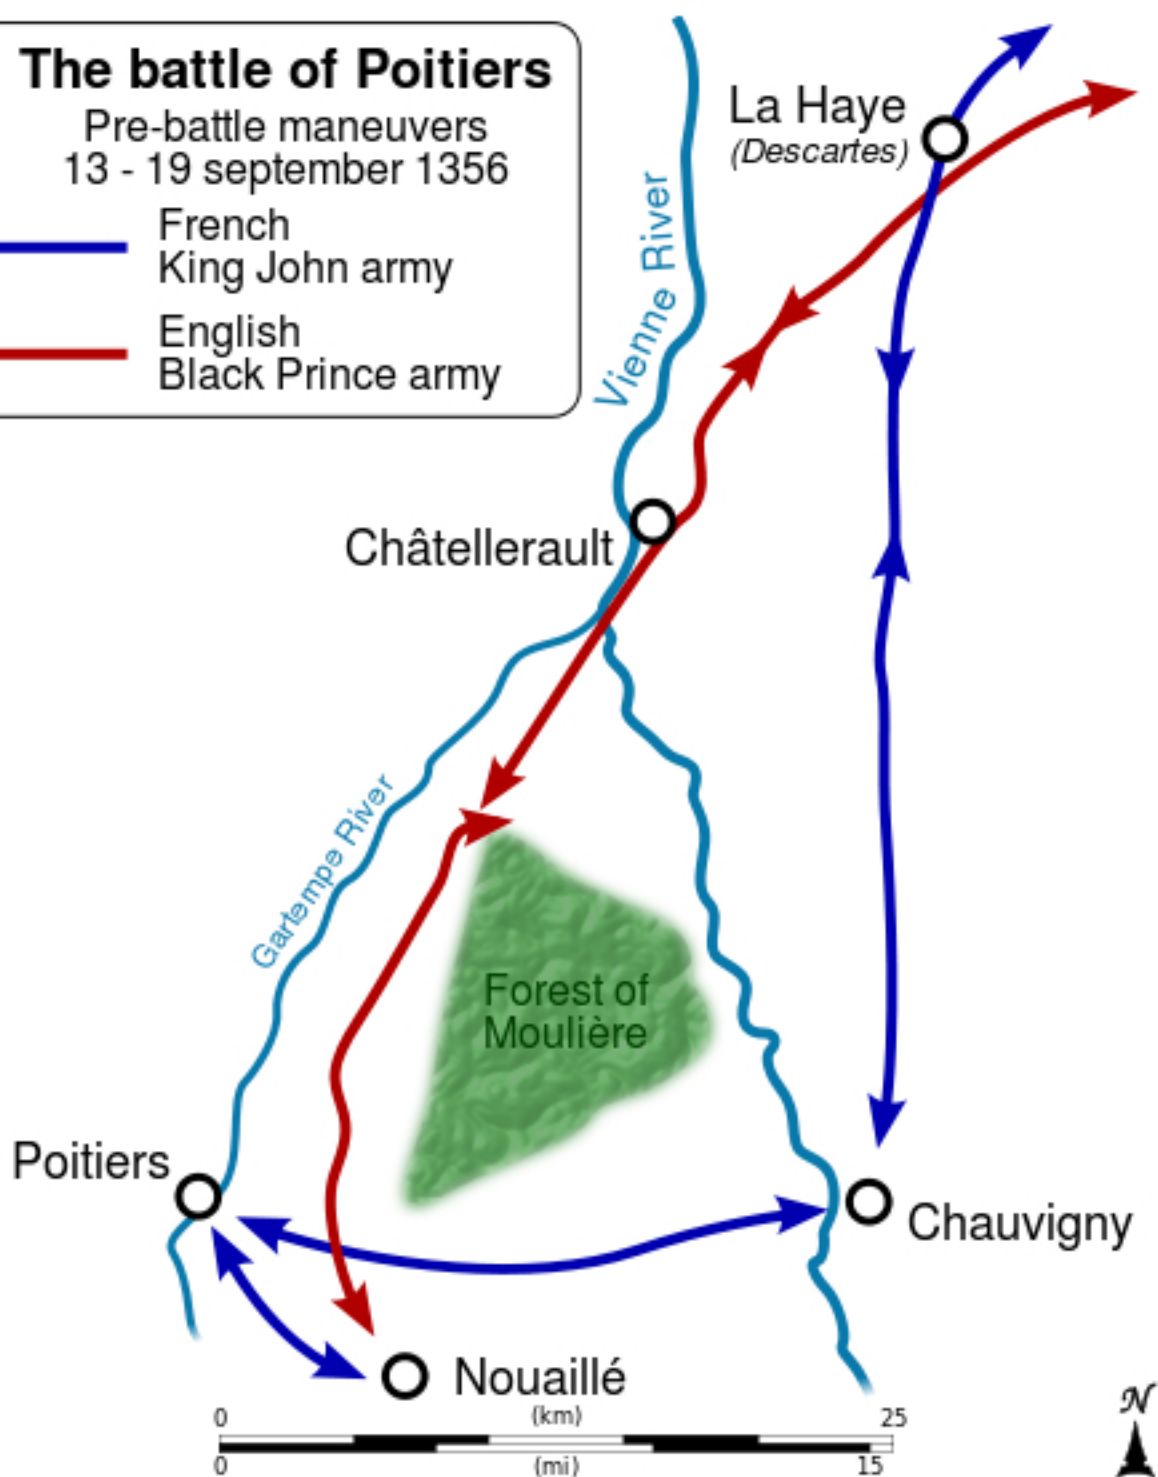 The battle of Poitiers
Pre-battle maneuvers
13 - 19 september 1356
French
King John army
English
Black Prince army
La Haye
(Descartes)
Vienne River
Châtellerault
Gartempe River
Forest of
Moulière
Poitiers
Chauvigny
Nouaillé
0 (km) 25
0 (mi) 15
N